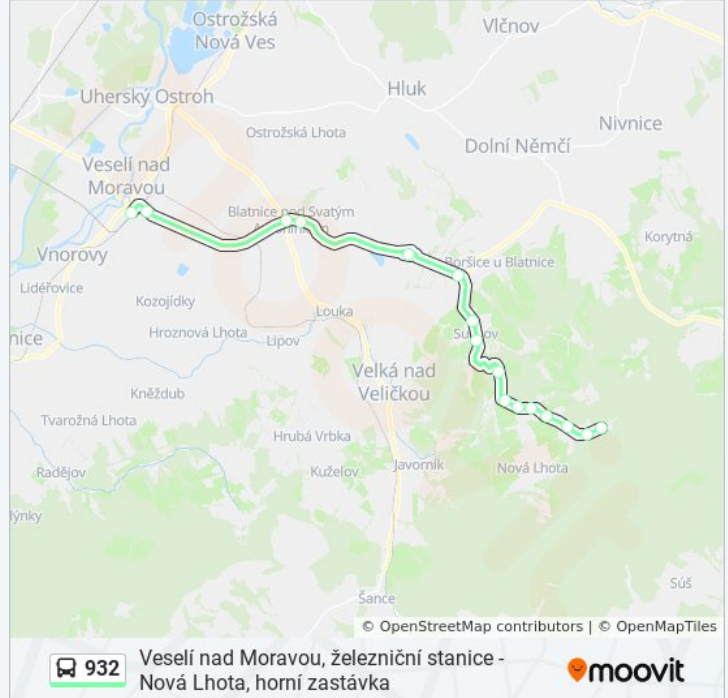 Ostrožská
Nová Ves
Vlčnov
Uherský Ostroh
Hluk
Nivnice
Ostrožská Lhota
Dolní Němčí
Veselí nad
Moravou
Blatnice pod Svatým
Korytná
Vnorovy
Boršice u Blatnice
Lidéřovice
Kozojídky
Louka
nice
Hroznová Lhota
Lipov
Velká nad
Veličkou
Kněždub
Tvarožná Lhota
Hrubá Vrbka
Javorník
Nová Lhota
Radějov
Kuželov
lýnky
Súš
Šance
© OpenStreetMap contributors | © OpenMapTiles
932
Veselí nad Moravou, železniční stanice -
Nová Lhota, horní zastávka
moovit